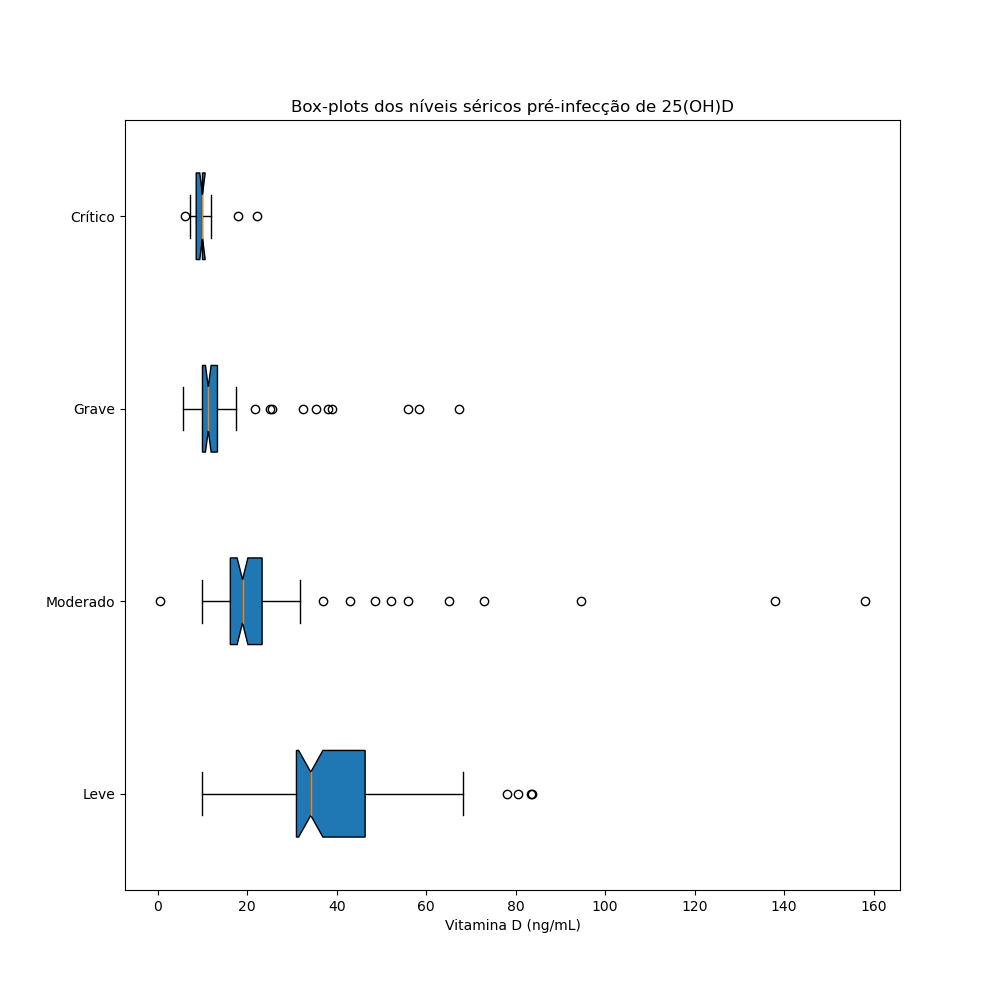 Box-plots dos níveis séricos pré-infecção de 25(OH)D
Crítico
Grave
Moderado
Leve
0 20 40 60 80 100 120 140 160
Vitamina D (ng/mL)